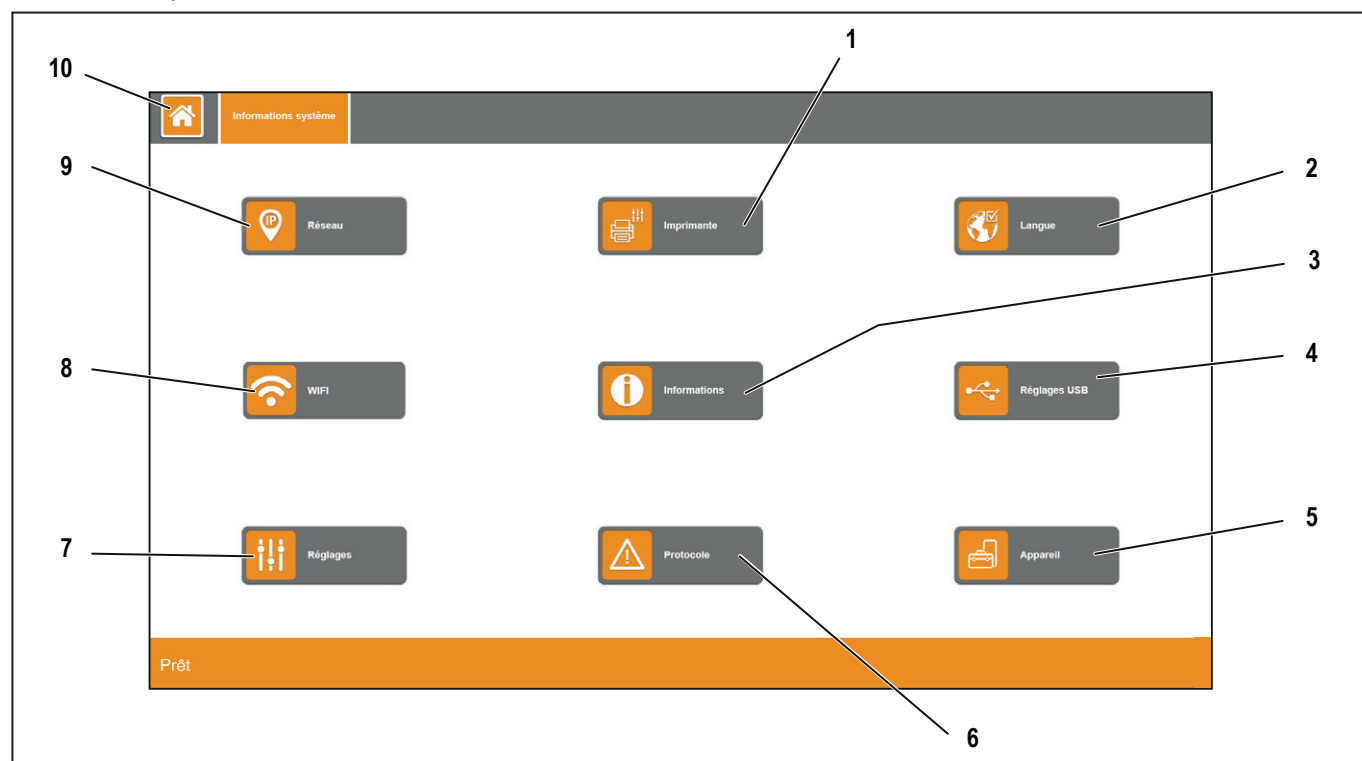 1
10
Informations système
9
2
IP
Réseau
Imprimante
Langue
3
8
4
WIFI
Informations
Réglages USB
7
5
Réglages
Protocole
Appareil
Prêt
6